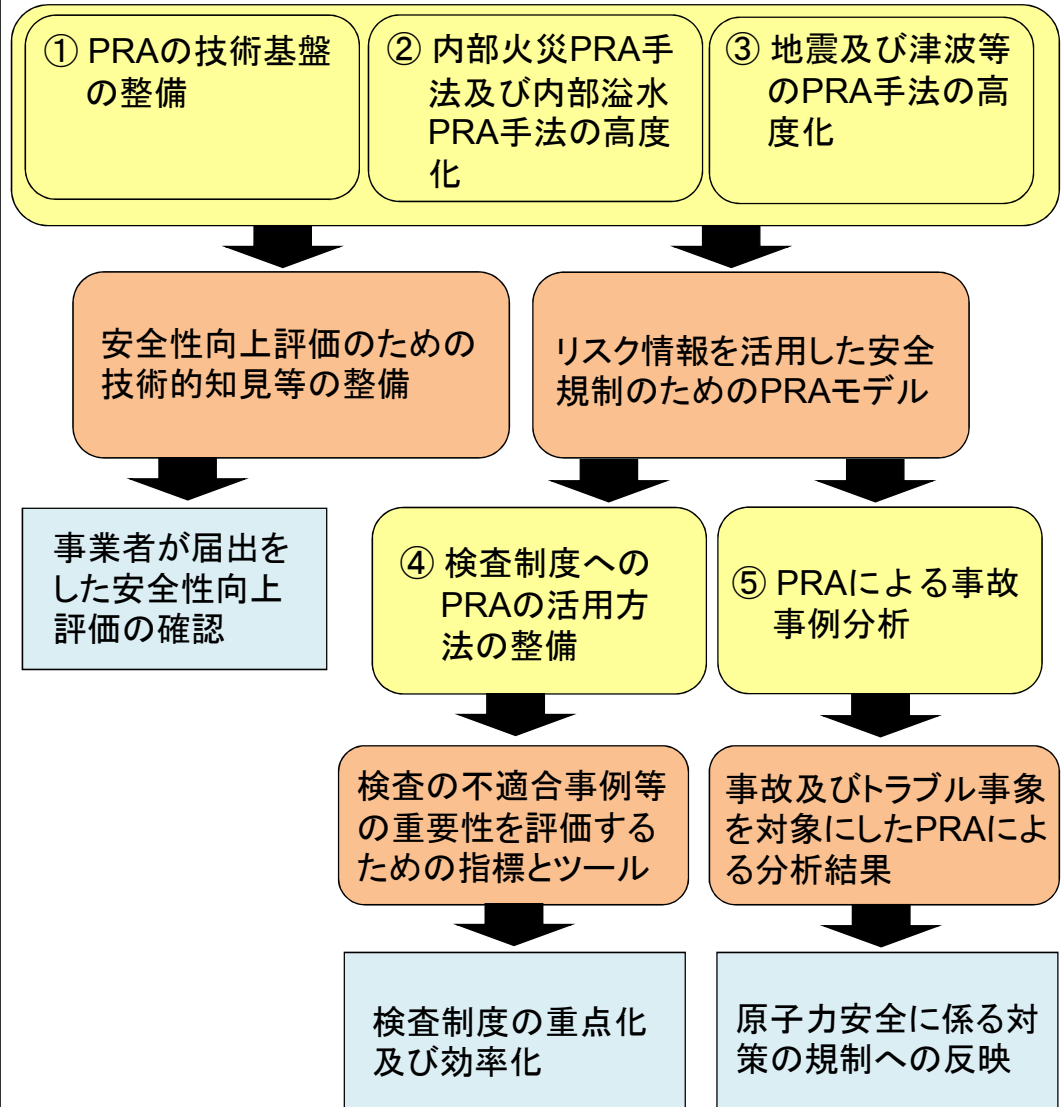 ① PRAの技術基盤
の整備
② 内部火災PRA手
法及び内部溢水
PRA手法の高度
化
③ 地震及び津波等
のPRA手法の高
度化
安全性向上評価のための
技術的知見等の整備
リスク情報を活用した安全
規制のためのPRAモデル
事業者が届出を
した安全性向上
評価の確認
④ 検査制度への
PRAの活用方
法の整備
⑤ PRAによる事故
事例分析
検査の不適合事例等
の重要性を評価する
ための指標とツール
事故及びトラブル事象
を対象にしたPRAによ
る分析結果
検査制度の重点化
及び効率化
原子力安全に係る対
策の規制への反映